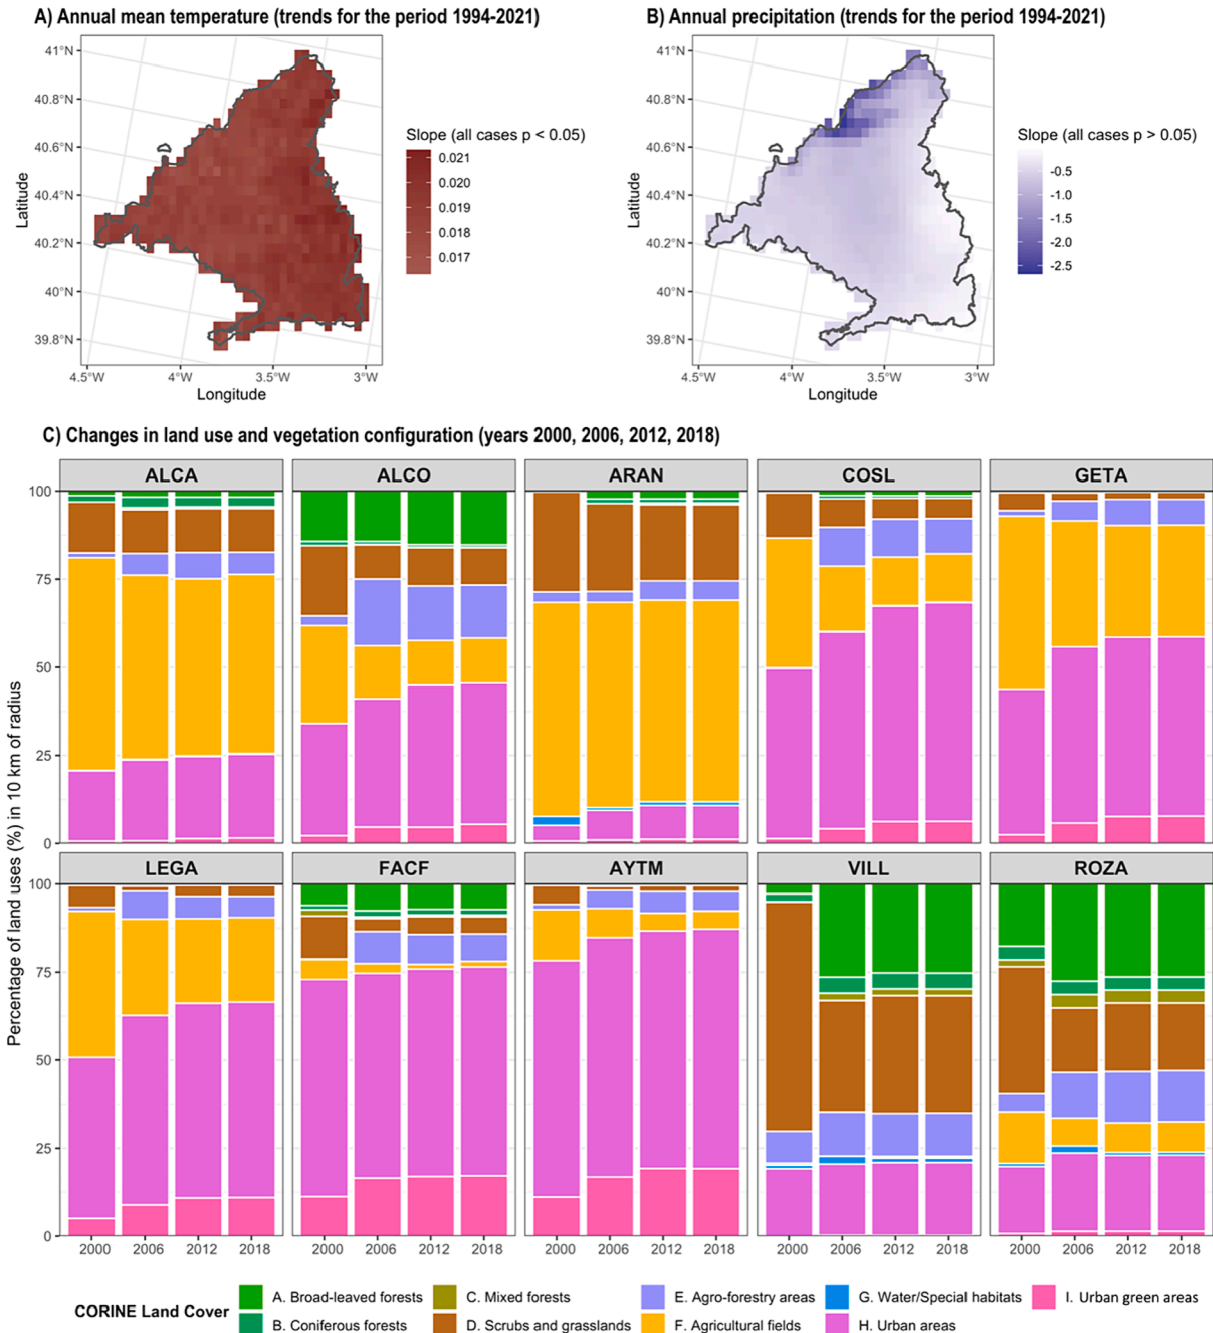 A) Annual mean temperature (trends for the period 1994-2021)
B) Annual precipitation (trends for the period 1994-2021)
41°N
40.8°N
40.6°N
40.4°N
40.2°N
40°N
39.8°N
Latitude
4.5°W 4°W 3.5°W 3°W
Longitude
Slope (all cases p < 0.05)
0.021
0.020
0.019
0.018
0.017
41°N
40.8°N
40.6°N
40.4°N
40.2°N
40°N
39.8°N
Latitude
4.5°W 4°W 3.5°W 3°W
Longitude
Slope (all cases p > 0.05)
-0.5
-1.0
-1.5
-2.0
-2.5
C) Changes in land use and vegetation configuration (years 2000, 2006, 2012, 2018)
Percentage of land uses (%) in 10 km of radius
ALCA ALCO ARAN COSL GETA
100
75
50
25
0
LEGA FACF AYTM VILL ROZA
100
75
50
25
0
2000 2006 2012 2018 2000 2006 2012 2018 2000 2006 2012 2018 2000 2006 2012 2018 2000 2006 2012 2018
CORINE Land Cover
A. Broad-leaved forests C. Mixed forests E. Agro-forestry areas G. Water/Special habitats I. Urban green areas
B. Coniferous forests D. Scrubs and grasslands F. Agricultural fields H. Urban areas